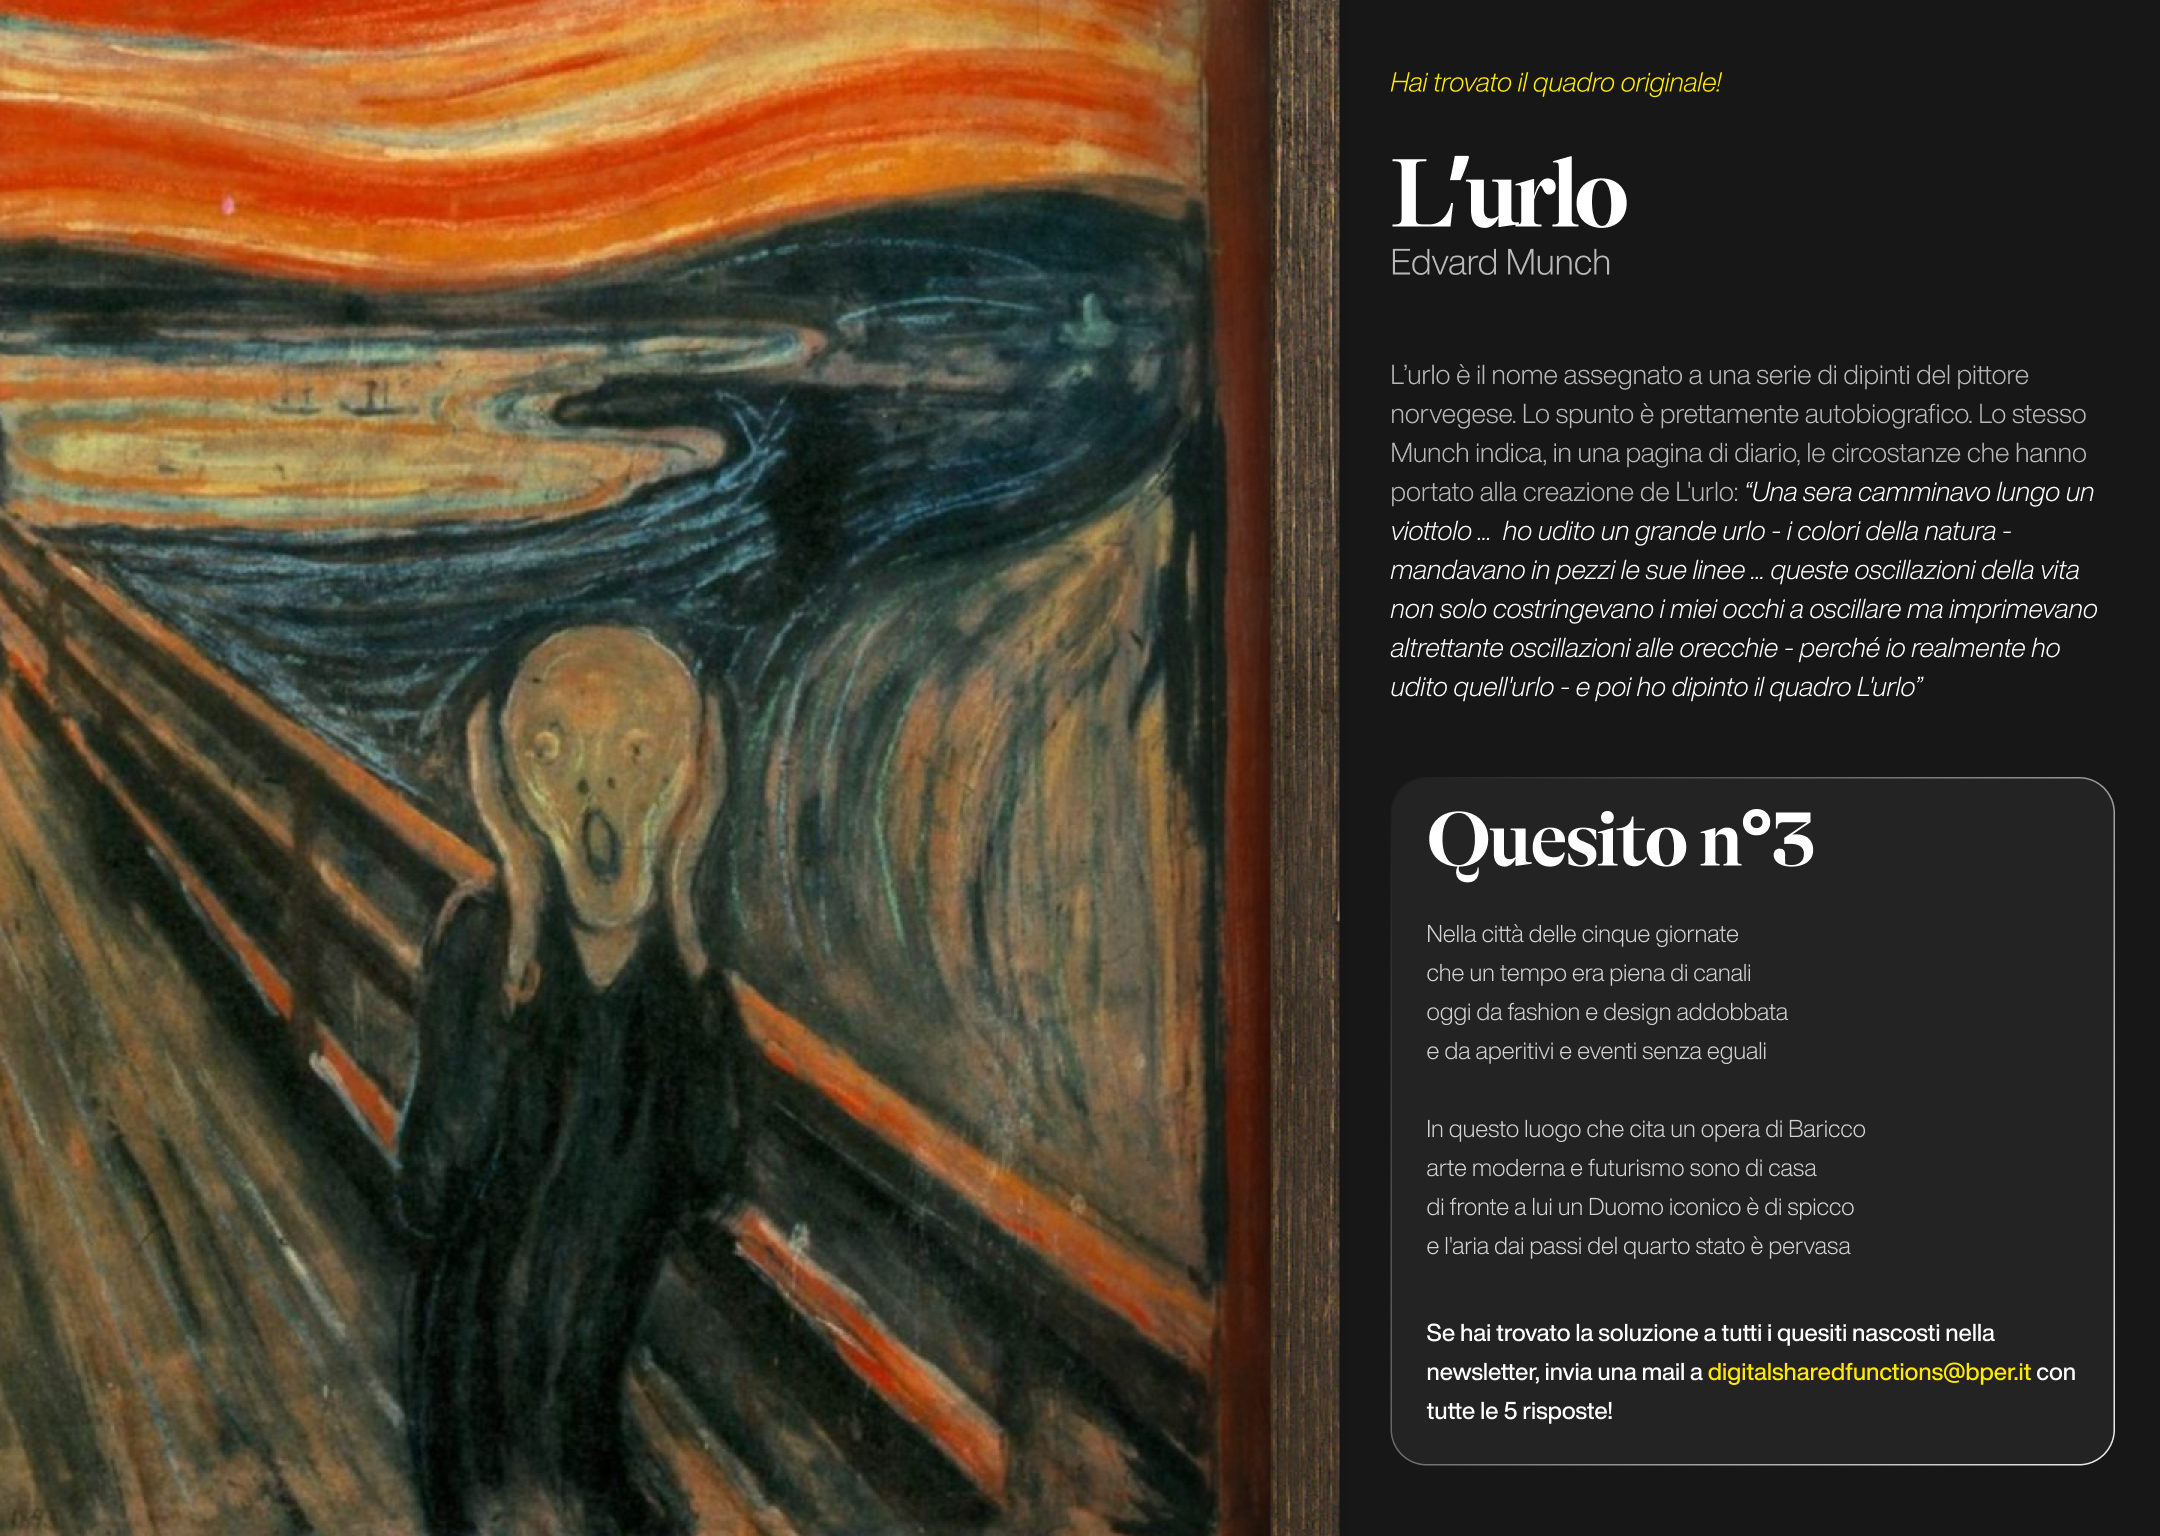 Hai trovato il quadro originale!
L'urlo
Edvard Munch
L'urlo è il nome assegnato a una serie di dipinti del pittore
norvegese. Lo spunto è prettamente autobiografico. Lo stesso
Munch indica, in una pagina di diario, le circostanze che hanno
portato alla creazione de L'urlo: “Una sera camminavo lungo un
viottolo ... ho udito un grande urlo - i colori della natura -
mandavano in pezzi le sue linee ... queste oscillazioni della vita
non solo costringevano i miei occhi a oscillare ma imprimevano
altrettante oscillazioni alle orecchie - perché io realmente ho
udito quell'urlo - e poi ho dipinto il quadro L'urlo”
Quesito n°3
Nella città delle cinque giornate
che un tempo era piena di canali
oggi da fashion e design addobbata
e da aperitivi e eventi senza eguali
In questo luogo che cita un opera di Baricco
arte moderna e futurismo sono di casa
di fronte a lui un Duomo iconico è di spicco
e l'aria dai passi del quarto stato è pervasa
Se hai trovato la soluzione a tutti i quesiti nascosti nella
newsletter, invia una mail a digitalsharedfunctions@bper.it con
tutte le 5 risposte!